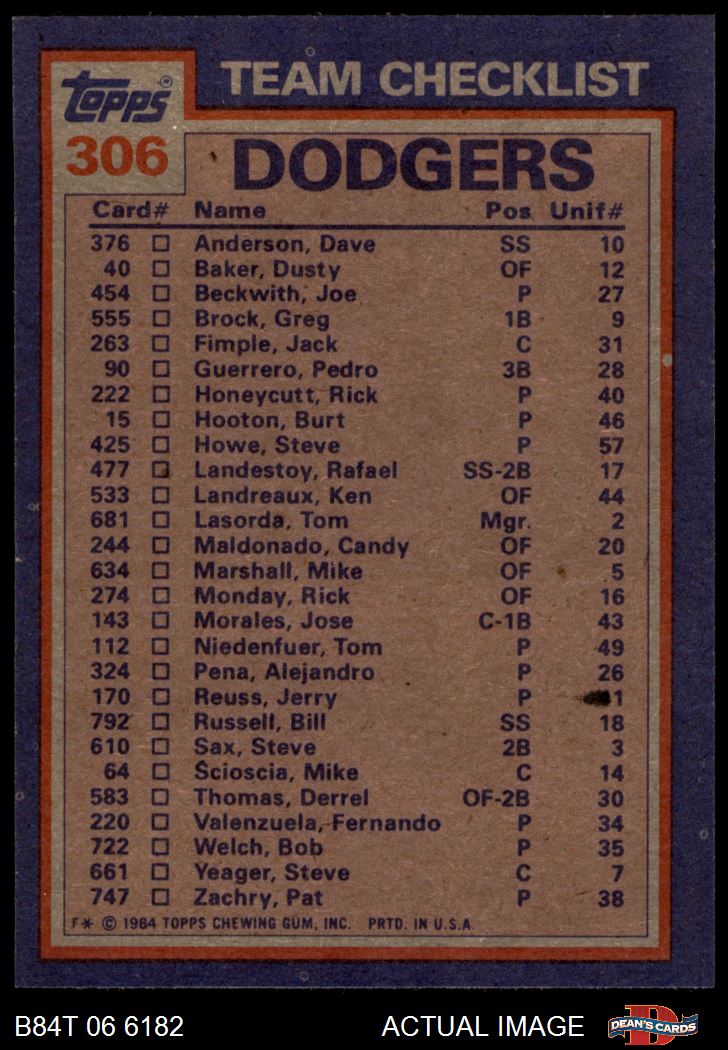 topps®
TEAM CHECKLIST
306
DODGERS
Card# Name Pos Unif#
376 Anderson, Dave SS 10
40 Baker, Dusty OF 12
454 Beckwith, Joe P 27
555 Brock, Greg 1B 9
263 Fimple, Jack C 31
90 Guerrero, Pedro 3B 28
222 Honeycutt, Rick P 40
15 Hooton, Burt P 46
425 Howe, Steve P 57
477 Landestoy, Rafael SS-2B 17
533 Landreaux, Ken OF 44
681 Lasorda, Tom Mgr. 2
244 Maldonado, Candy OF 20
634 Marshall, Mike OF 5
274 Monday, Rick OF 16
143 Morales, Jose C-1B 43
112 Niedenfuer, Tom P 49
324 Pena, Alejandro P 26
170 Reuss, Jerry P
792 Russell, Bill SS 18
610 Sax, Steve 2B 3
64 Scioscia, Mike C 14
583 Thomas, Derrel OF-2B 30
220 Valenzuela, Fernando P 34
722 Welch, Bob P 35
661 Yeager, Steve C 7
747 Zachry, Pat P 38
F* © 1984 TOPPS CHEWING GUM, INC. PRTD. IN U.S.A.
B84T 06 6182 ACTUAL IMAGE DEAN'S CARDS